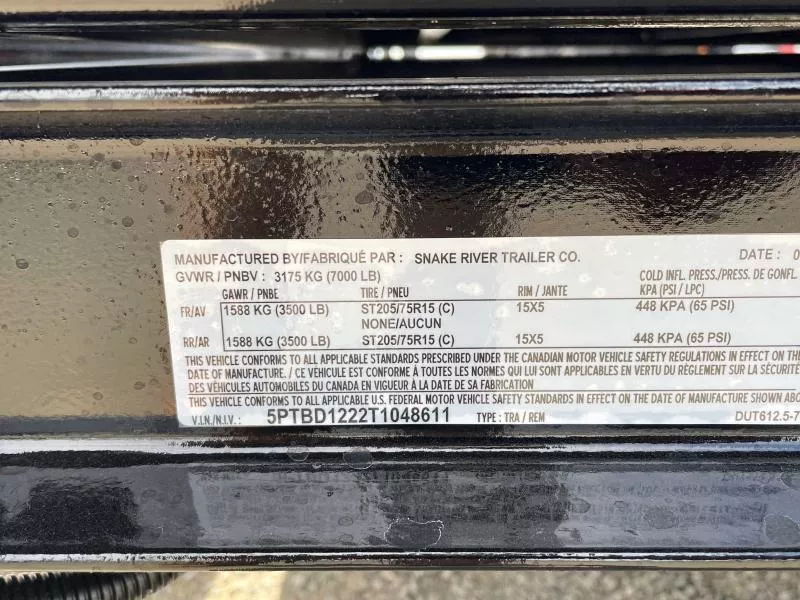 MANUFACTURED BY/FABRIQUÉ PAR : SNAKE RIVER TRAILER CO. DATE : 0
GVWR / PNBV : 3175 KG (7000 LB)
COLD INFL. PRESS./PRESS. DE GONFL.
GAWR / PNBE TIRE / PNEU RIM / JANTE KPA (PSI / LPC)
FR/AV 1588 KG (3500 LB) ST205/75R15 (C) 15X5 448 KPA (65 PSI)
NONE/AUCUN
RR/AR 1588 KG (3500 LB) ST205/75R15 (C) 15X5 448 KPA (65 PSI)
THIS VEHICLE CONFORMS TO ALL APPLICABLE STANDARDS PRESCRIBED UNDER THE CANADIAN MOTOR VEHICLE SAFETY REGULATIONS IN EFFECT ON THE
DATE OF MANUFACTURE. / CE VÉHICULE EST CONFORME À TOUTES LES NORMES QUI LUI SONT APPLICABLES EN VERTU DU RÈGLEMENT SUR LA SÉCURITÉ
DES VÉHICULES AUTOMOBILES DU CANADA EN VIGUEUR À LA DATE DE SA FABRICATION
THIS VEHICLE CONFORMS TO ALL APPLICABLE U.S. FEDERAL MOTOR VEHICLE SAFETY STANDARDS IN EFFECT ON THE DATE OF MANUFACTURE SHOWN ABO
V.I.N./N.I.V.: 5PTBD1222T1048611 TYPE : TRA / REM DUT612.5-7